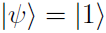 |ψ⟩ = |1⟩